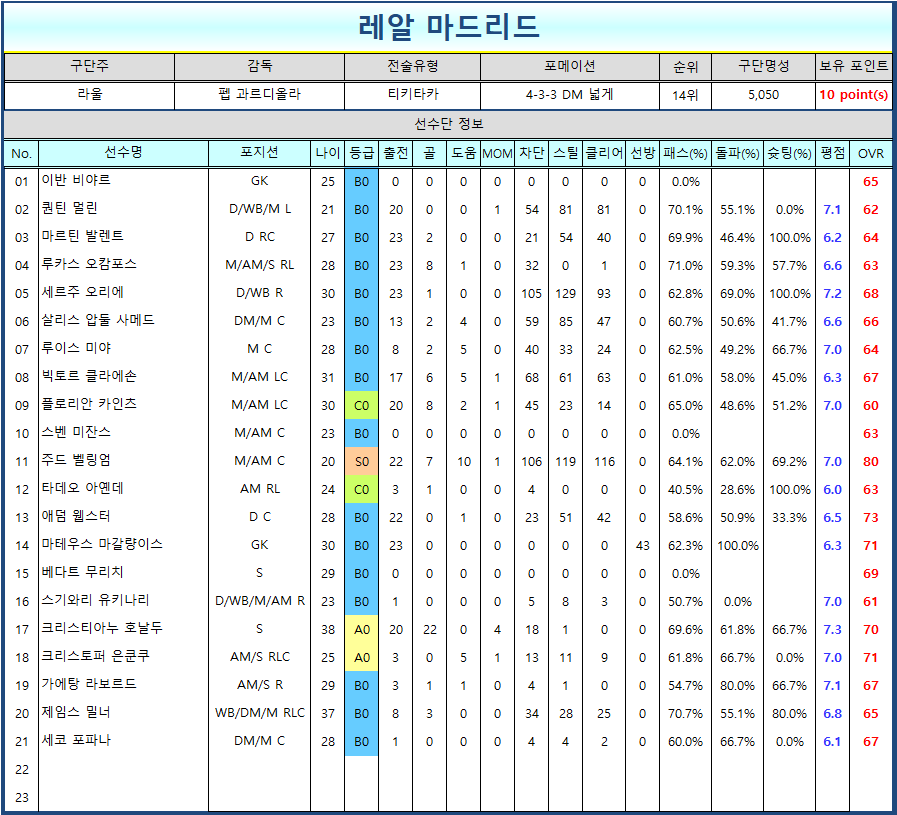 레알 마드리드
구단주 감독 전술유형 포메이션 순위 구단명성 보유 포인트
라울 펩 과르디올라 티키타카 4-3-3 DM 넓게 14위 5,050 10 point(s)
선수단 정보
No. 선수명 포지션 나이 등급 출전 골 도움 MOM 차단 스틸 클리어 선방 패스(%) 돌파(%) 슛팅(%) 평점 OVR
01 이반 비야르 GK 25 B0 0 0 0 0 0 0 0 0 0.0% 65
02 퀀틴 멀린 D/WB/M L 21 B0 20 0 0 1 54 81 81 0 70.1% 55.1% 0.0% 7.1 62
03 마르틴 발렌트 D RC 27 B0 23 2 0 0 21 54 40 0 69.9% 46.4% 100.0% 6.2 64
04 루카스 오캄포스 M/AM/S RL 28 B0 23 8 1 0 32 0 1 0 71.0% 59.3% 57.7% 6.6 63
05 세르주 오리에 D/WB R 30 B0 23 1 0 0 105 129 93 0 62.8% 69.0% 100.0% 7.2 68
06 살리스 압둘 사메드 DM/M C 23 B0 13 2 4 0 59 85 47 0 60.7% 50.6% 41.7% 6.6 66
07 루이스 미야 M C 28 B0 8 2 5 0 40 33 24 0 62.5% 49.2% 66.7% 7.0 64
08 빅토르 클라에손 M/AM LC 31 B0 17 6 5 1 68 61 63 0 61.0% 58.0% 45.0% 6.3 67
09 플로리안 카인츠 M/AM LC 30 C0 20 8 2 1 45 23 14 0 65.0% 48.6% 51.2% 7.0 60
10 스벤 미잔스 M/AM C 23 B0 0 0 0 0 0 0 0 0 0.0% 63
11 주드 벨링엄 M/AM C 20 S0 22 7 10 1 106 119 116 0 64.1% 62.0% 69.2% 7.0 80
12 타데오 아옌데 AM RL 24 C0 3 1 0 0 4 0 0 0 40.5% 28.6% 100.0% 6.0 63
13 애덤 웹스터 D C 28 B0 22 0 1 0 23 51 42 0 58.6% 50.9% 33.3% 6.5 73
14 마테우스 마갈량이스 GK 30 B0 23 0 0 0 0 0 0 43 62.3% 100.0% 6.3 71
15 베다트 무리치 S 29 B0 0 0 0 0 0 0 0 0 0.0% 69
16 스기와리 유키나리 D/WB/M/AM R 23 B0 1 0 0 0 5 8 3 0 50.7% 0.0% 7.0 61
17 크리스티아누 호날두 S 38 A0 20 22 0 4 18 1 0 0 69.6% 61.8% 66.7% 7.3 70
18 크리스토퍼 은쿤쿠 AM/S RLC 25 A0 3 0 5 1 13 11 9 0 61.8% 66.7% 0.0% 7.0 71
19 가에탕 라보르드 AM/S R 29 B0 3 1 1 0 4 1 0 0 54.7% 80.0% 66.7% 7.1 67
20 제임스 밀너 WB/DM/M RLC 37 B0 8 3 0 0 34 28 25 0 70.7% 55.1% 80.0% 6.8 65
21 세코 포파나 DM/M C 28 B0 1 0 0 0 4 4 2 0 60.0% 66.7% 0.0% 6.1 67
22
23